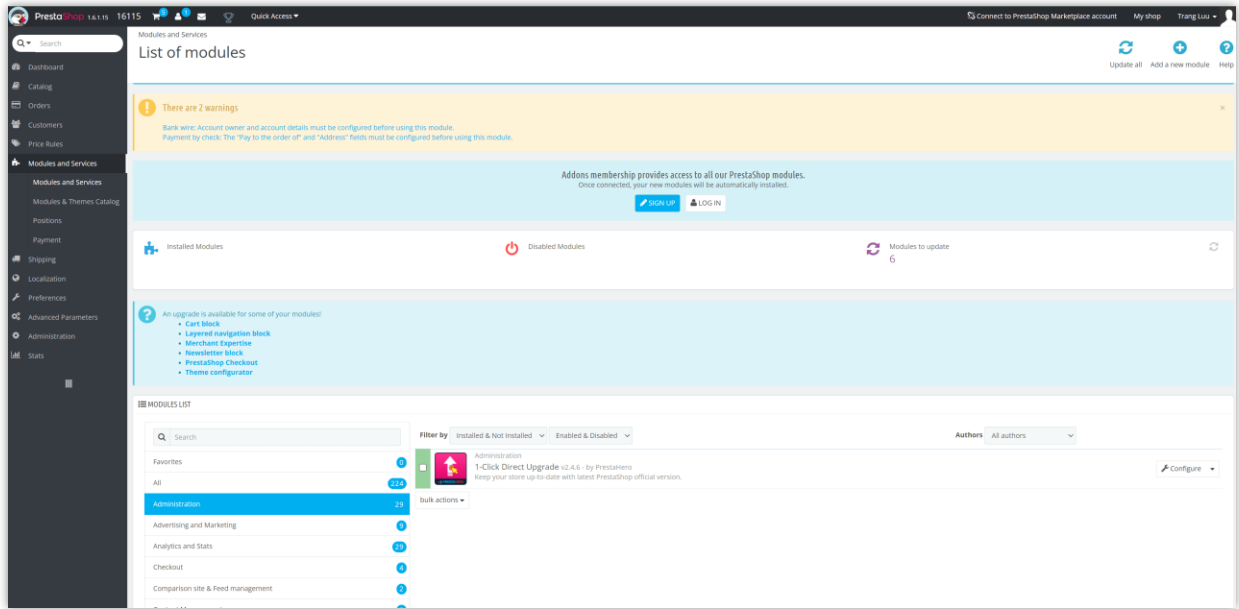 PrestaShop 1.6.1.15 16115 5 1 Quick Access Connect to PrestaShop Marketplace account My shop Trang Luu
Search
Dashboard
Catalog
Orders
Customers
Price Rules
Modules and Services
Modules and Services
Modules & Themes Catalog
Positions
Payment
Shipping
Localization
Preferences
Advanced Parameters
Administration
Stats
Modules and Services
List of modules
Update all Add a new module Help
There are 2 warnings
Bank wire: Account owner and account details must be configured before using this module.
Payment by check: The "Pay to the order of" and "Address" fields must be configured before using this module.
Addons membership provides access to all our PrestaShop modules.
Once connected, your new modules will be automatically installed.
SIGN UP LOG IN
Installed Modules Disabled Modules Modules to update
6
An upgrade is available for some of your modules!
• Cart block
• Layered navigation block
• Merchant Expertise
• Newsletter block
• PrestaShop Checkout
• Theme configurator
MODULES LIST
Search
Favorites 0
All 224
Administration 29
Advertising and Marketing 9
Analytics and Stats 29
Checkout 4
Comparison site & Feed management 2
Filter by Installed & Not Installed Enabled & Disabled Authors All authors
Administration
1-Click Direct Upgrade v2.4.6 - by PrestaHero
Keep your store up-to-date with latest PrestaShop official version.
Configure
bulk actions